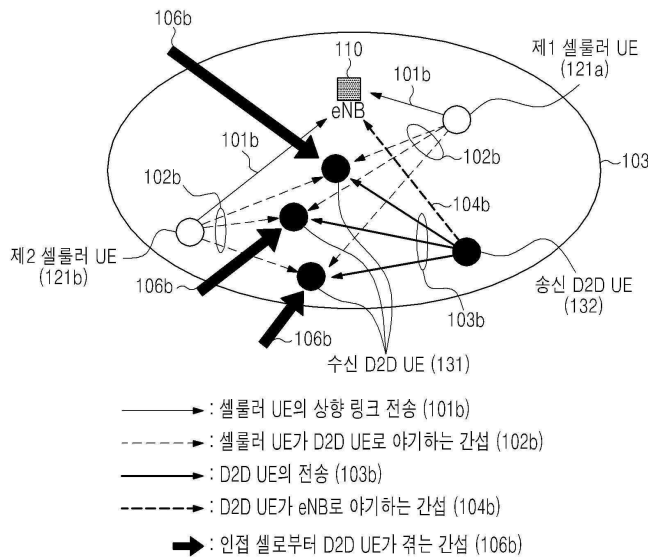 106b
110
101b
제1 셀룰러 UE
(121a)
eNB
101b
102b
103
102b
104b
제2 셀룰러 UE
(121b)
106b
103b
송신 D2D UE
(132)
106b
수신 D2D UE (131)
: 셀룰러 UE의 상향 링크 전송 (101b)
: 셀룰러 UE가 D2D UE로 야기하는 간섭 (102b)
: D2D UE의 전송 (103b)
: D2D UE가 eNB로 야기하는 간섭 (104b)
: 인접 셀로부터 D2D UE가 겪는 간섭 (106b)